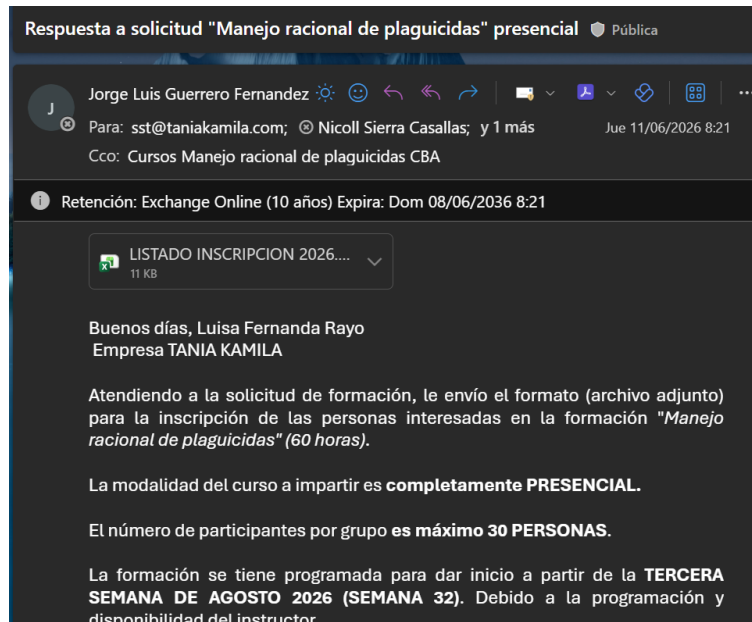 Respuesta a solicitud "Manejo racional de plaguicidas" presencial Pública
Jorge Luis Guerrero Fernandez
J
Para: sst@taniakamila.com; Nicoll Sierra Casallas; y 1 más Jue 11/06/2026 8:21
Cco: Cursos Manejo racional de plaguicidas CBA
Retención: Exchange Online (10 años) Expira: Dom 08/06/2036 8:21
LISTADO INSCRIPCION 2026....
11 KB
Buenos días, Luisa Fernanda Rayo
Empresa TANIA KAMILA
Atendiendo a la solicitud de formación, le envío el formato (archivo adjunto)
para la inscripción de las personas interesadas en la formación "Manejo
racional de plaguicidas" (60 horas).
La modalidad del curso a impartir es completamente PRESENCIAL.
El número de participantes por grupo es máximo 30 PERSONAS.
La formación se tiene programada para dar inicio a partir de la TERCERA
SEMANA DE AGOSTO 2026 (SEMANA 32). Debido a la programación y
disponibilidad del instructor